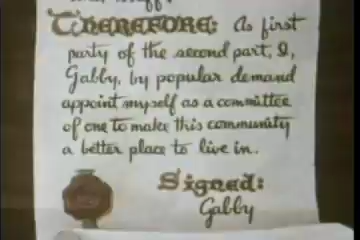 Therefore: As first
party of the second part, I,
Gabby, by popular demand
appoint myself as a committee
of one to make this community
a better place to live in.
Signed:
Gabby